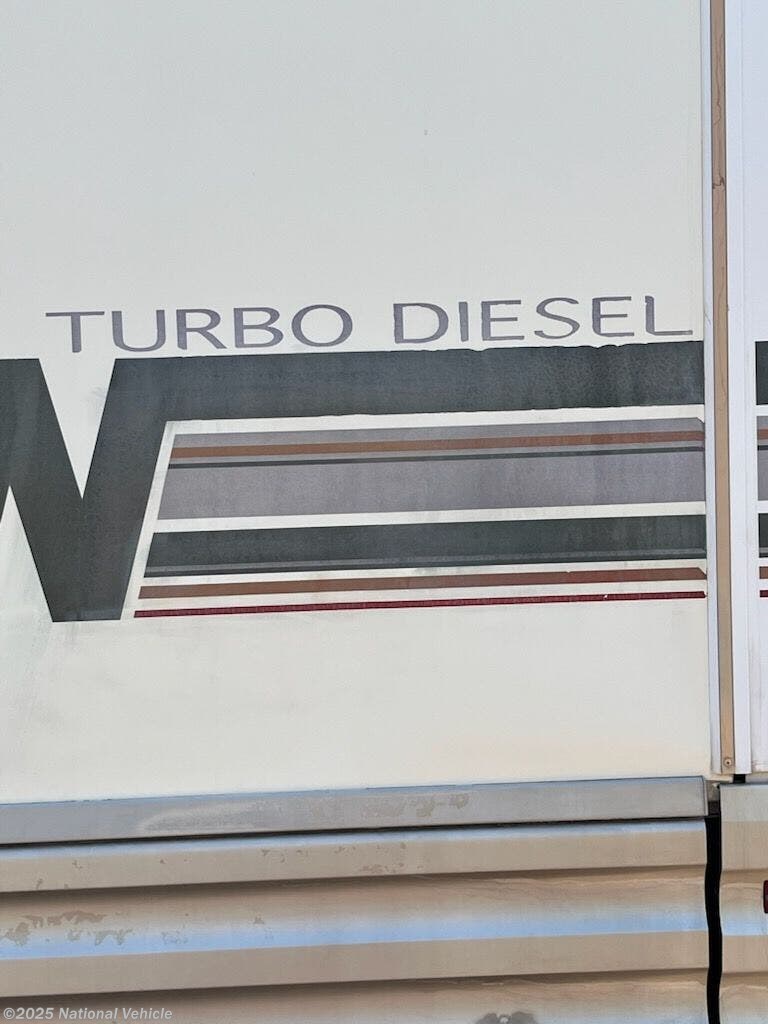 TURBO DIESEL
W
©2025 National Vehicle